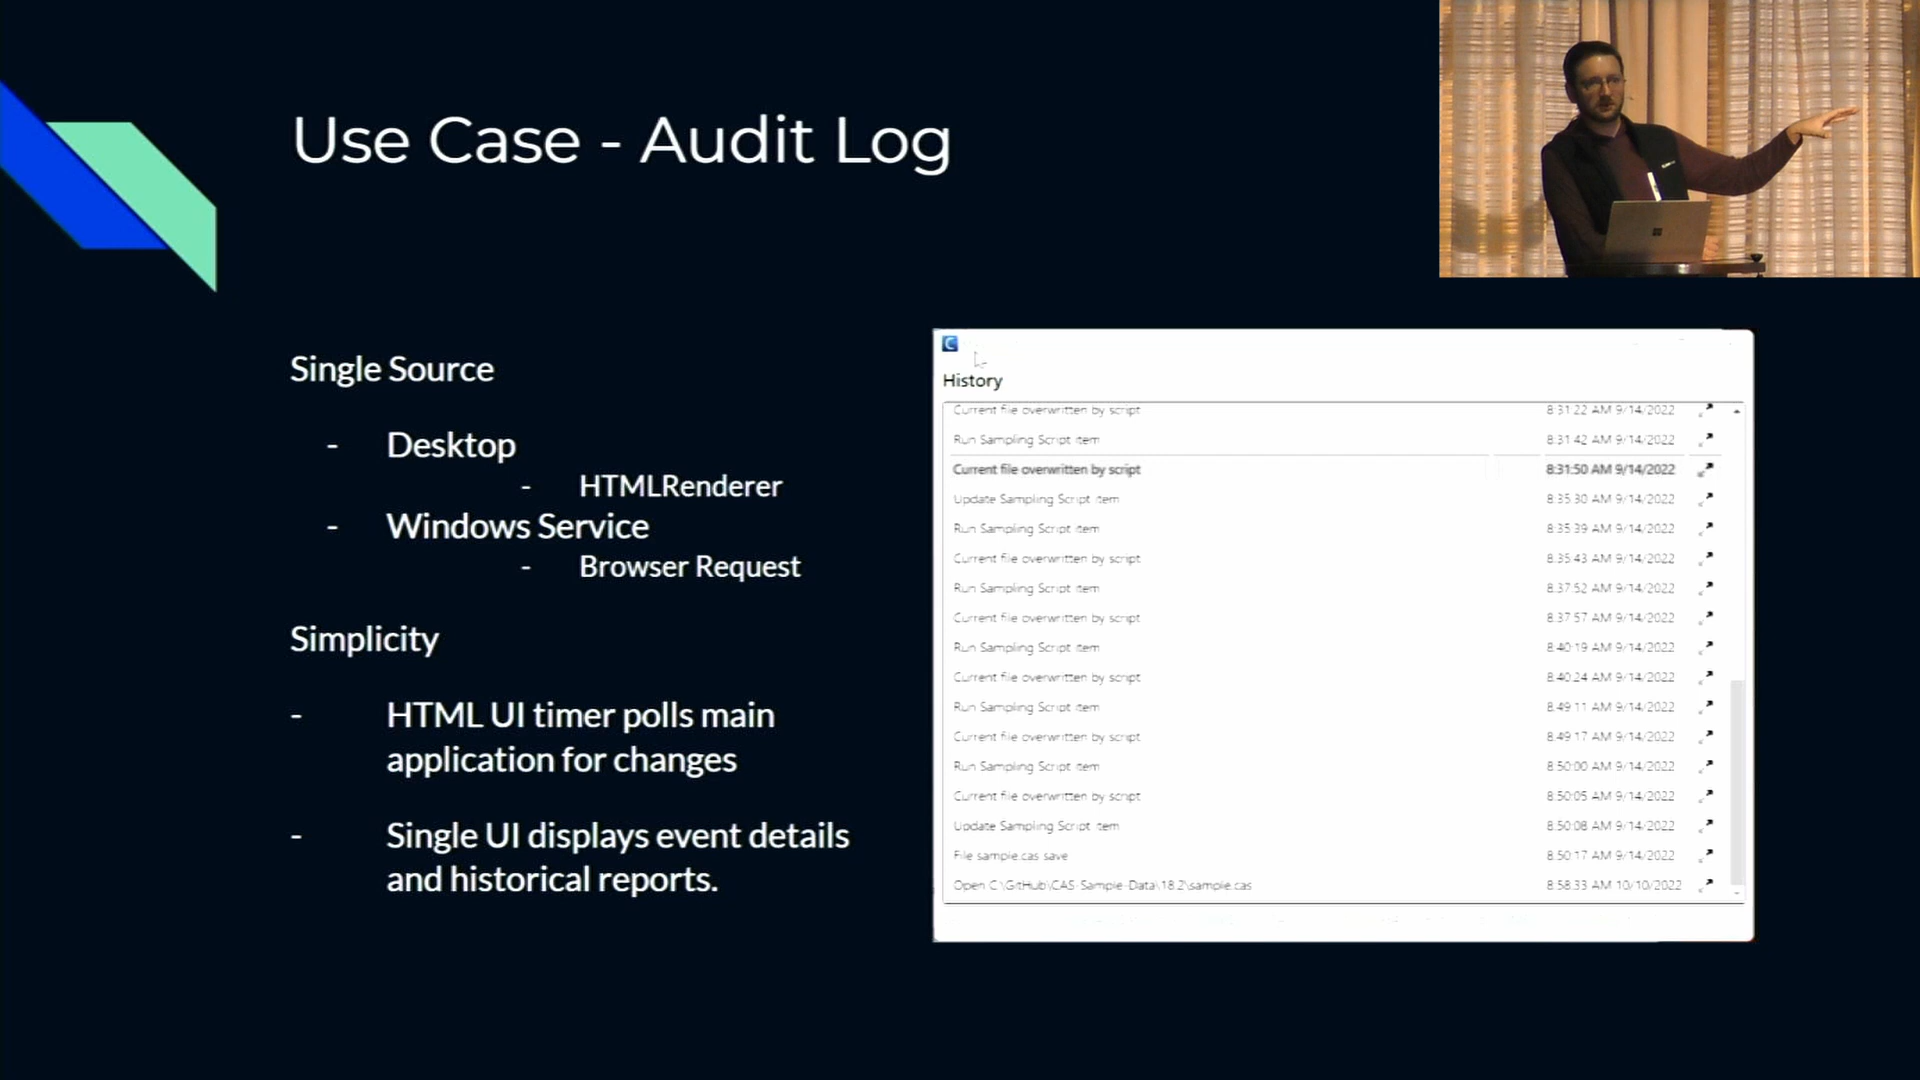 Use Case - Audit Log
Single Source
- Desktop
- HTMLRenderer
- Windows Service
- Browser Request
Simplicity
- HTML UI timer polls main
application for changes
- Single UI displays event details
and historical reports.
C
History
Current file overwritten by script 8:31:22 AM 9/14/2022
Run Sampling Script item 8:31:42 AM 9/14/2022
Current file overwritten by script 8:31:50 AM 9/14/2022
Update Sampling Script item 8:35:30 AM 9/14/2022
Run Sampling Script item 8:35:39 AM 9/14/2022
Current file overwritten by script 8:35:43 AM 9/14/2022
Run Sampling Script item 8:37:52 AM 9/14/2022
Current file overwritten by script 8:37:57 AM 9/14/2022
Run Sampling Script item 8:40:19 AM 9/14/2022
Current file overwritten by script 8:40:24 AM 9/14/2022
Run Sampling Script item 8:49:11 AM 9/14/2022
Current file overwritten by script 8:49:17 AM 9/14/2022
Run Sampling Script item 8:50:00 AM 9/14/2022
Current file overwritten by script 8:50:05 AM 9/14/2022
Update Sampling Script item 8:50:08 AM 9/14/2022
File sample.cas save 8:50:17 AM 9/14/2022
Open C:\GitHub\CAS-Sample-Data\18.2\sample.cas 8:58:33 AM 10/10/2022